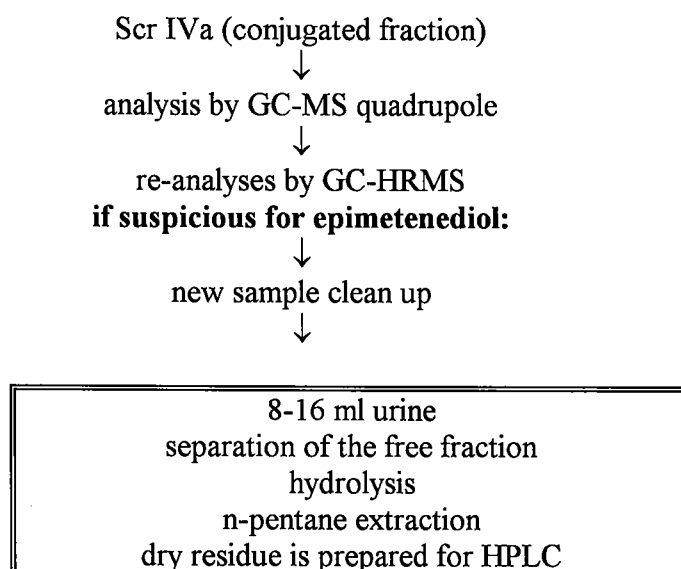 Scr IVa (conjugated fraction)
↓
analysis by GC-MS quadrupole
↓
re-analyses by GC-HRMS
if suspicious for epimetenediol:
↓
new sample clean up
↓
8-16 ml urine
separation of the free fraction
hydrolysis
n-pentane extraction
dry residue is prepared for HPLC